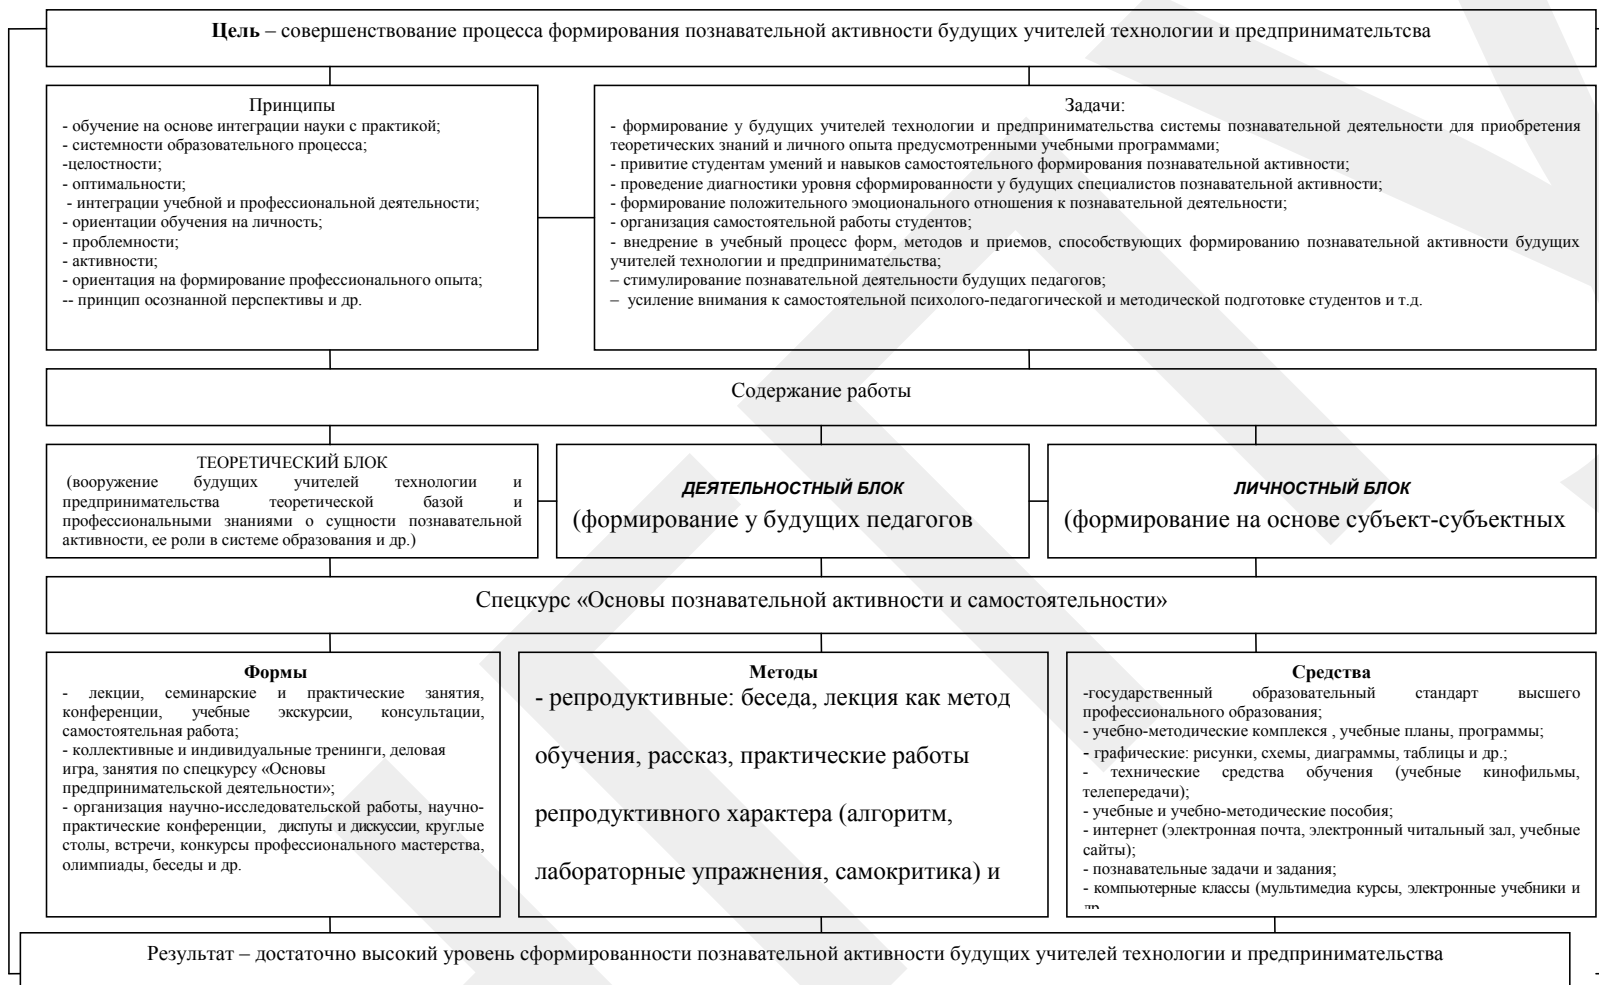 Цель – совершенствование процесса формирования познавательной активности будущих учителей технологии и предпринимательтсва
Принципы
- обучение на основе интеграции науки с практикой;
- системности образовательного процесса;
-целостности;
- оптимальности;
- интеграции учебной и профессиональной деятельности;
- ориентации обучения на личность;
- проблемности;
- активности;
- ориентация на формирование профессионального опыта;
-- принцип осознанной перспективы и др.
Задачи:
- формирование у будущих учителей технологии и предпринимательства системы познавательной деятельности для приобретения
теоретических знаний и личного опыта предусмотренными учебными программами;
- привитие студентам умений и навыков самостоятельного формирования познавательной активности;
- проведение диагностики уровня сформированности у будущих специалистов познавательной активности;
- формирование положительного эмоционального отношения к познавательной деятельности;
- организация самостоятельной работы студентов;
- внедрение в учебный процесс форм, методов и приемов, способствующих формированию познавательной активности будущих
учителей технологии и предпринимательства;
– стимулирование познавательной деятельности будущих педагогов;
– усиление внимания к самостоятельной психолого-педагогической и методической подготовке студентов и т.д.
Содержание работы
ТЕОРЕТИЧЕСКИЙ БЛОК
(вооружение будущих учителей технологии и
предпринимательства теоретической базой и
профессиональными знаниями о сущности познавательной
активности, ее роли в системе образования и др.)
ДЕЯТЕЛЬНОСТНЫЙ БЛОК
(формирование у будущих педагогов
ЛИЧНОСТНЫЙ БЛОК
(формирование на основе субъект-субъектных
Спецкурс «Основы познавательной активности и самостоятельности»
Формы
- лекции, семинарские и практические занятия,
конференции, учебные экскурсии, консультации,
самостоятельная работа;
- коллективные и индивидуальные тренинги, деловая
игра, занятия по спецкурсу «Основы
предпринимательской деятельности»;
- организация научно-исследовательской работы, научно-
практические конференции, диспуты и дискуссии, круглые
столы, встречи, конкурсы профессионального мастерства,
олимпиады, беседы и др.
Методы
- репродуктивные: беседа, лекция как метод
обучения, рассказ, практические работы
репродуктивного характера (алгоритм,
лабораторные упражнения, самокритика) и
Средства
-государственный образовательный стандарт высшего
профессионального образования;
- учебно-методические комплекся , учебные планы, программы;
- графические: рисунки, схемы, диаграммы, таблицы и др.;
- технические средства обучения (учебные кинофильмы,
телепередачи);
- учебные и учебно-методические пособия;
- интернет (электронная почта, электронный читальный зал, учебные
сайты);
- познавательные задачи и задания;
- компьютерные классы (мультимедиа курсы, электронные учебники и
Результат – достаточно высокий уровень сформированности познавательной активности будущих учителей технологии и предпринимательства